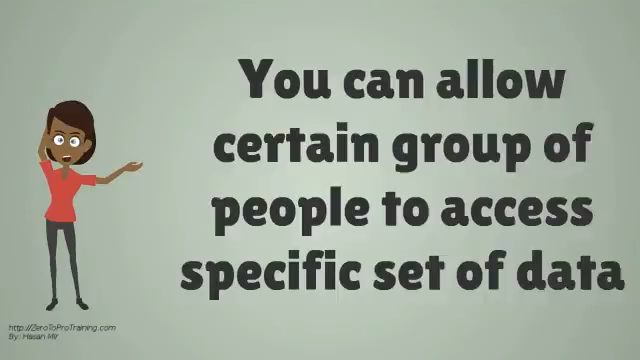 You can allow
certain group of
people to access
specific set of data
http://ZeroToProTraining.com
By: Hasan Mir